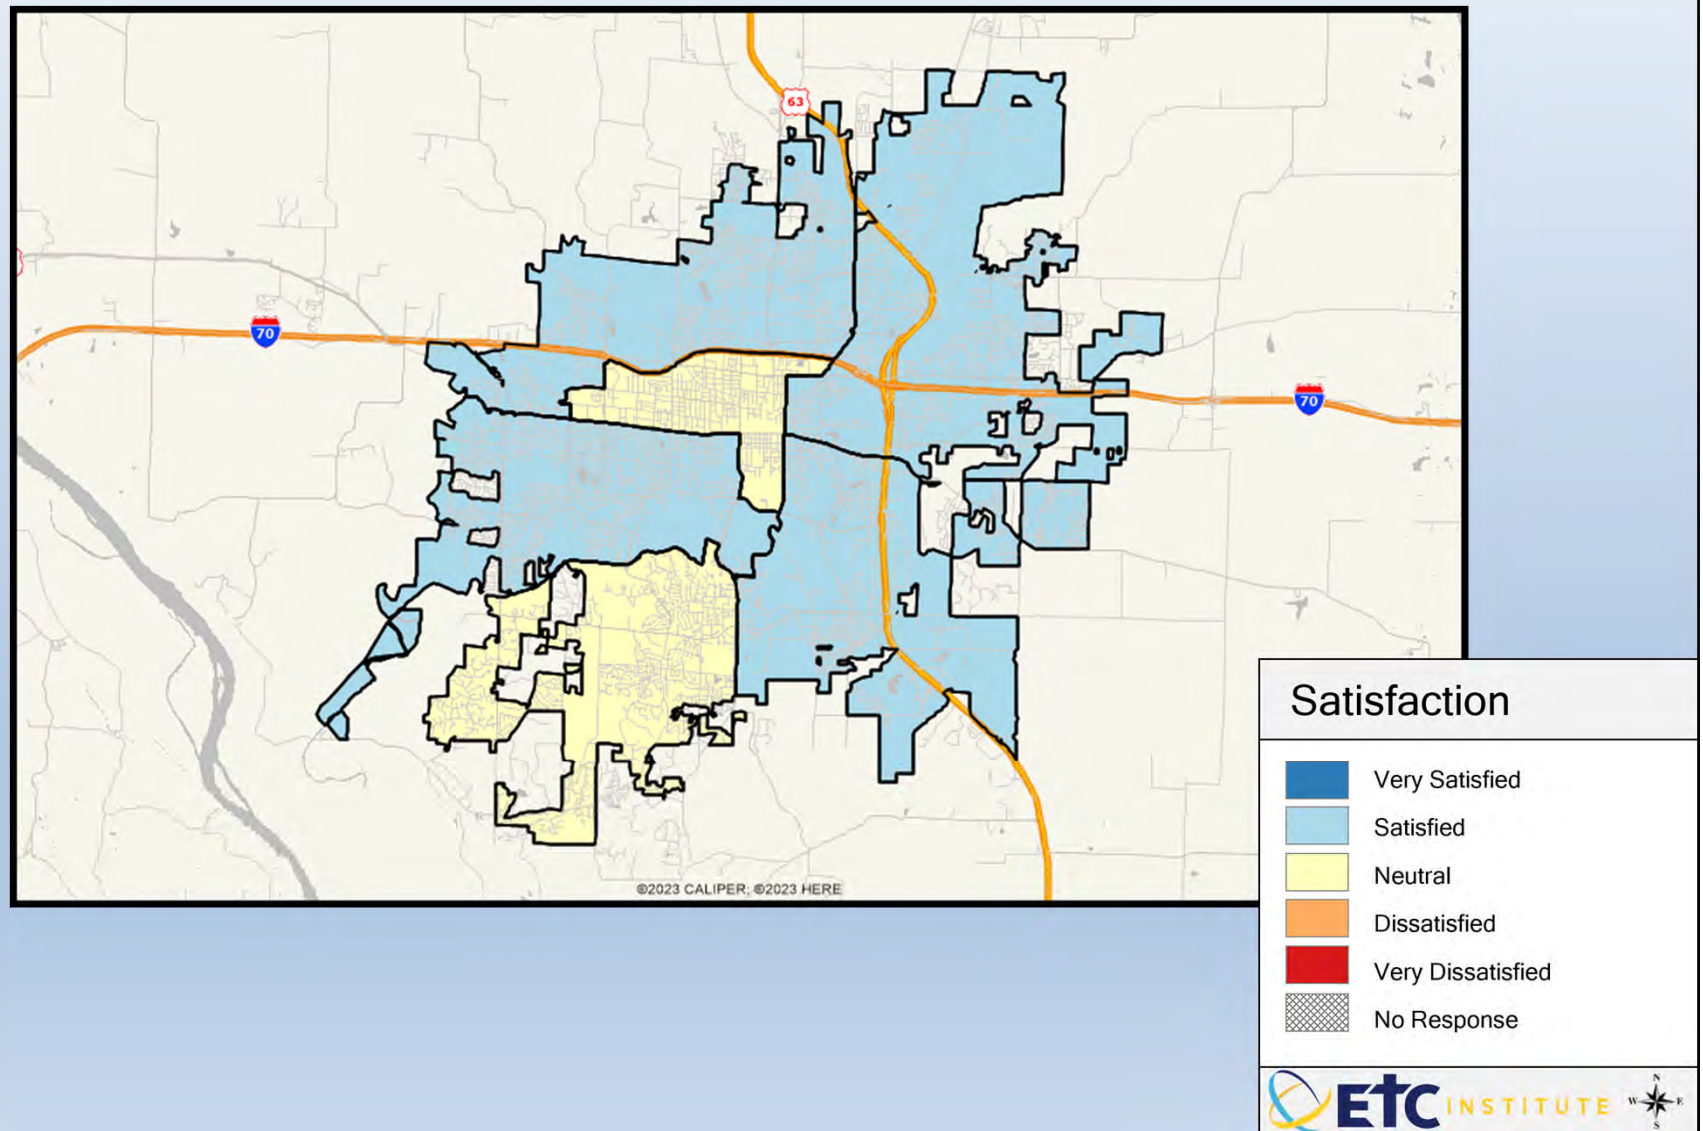 63
70
70
©2023 CALIPER; ©2023 HERE
Satisfaction
Very Satisfied
Satisfied
Neutral
Dissatisfied
Very Dissatisfied
No Response
ETC INSTITUTE
N
W E
S